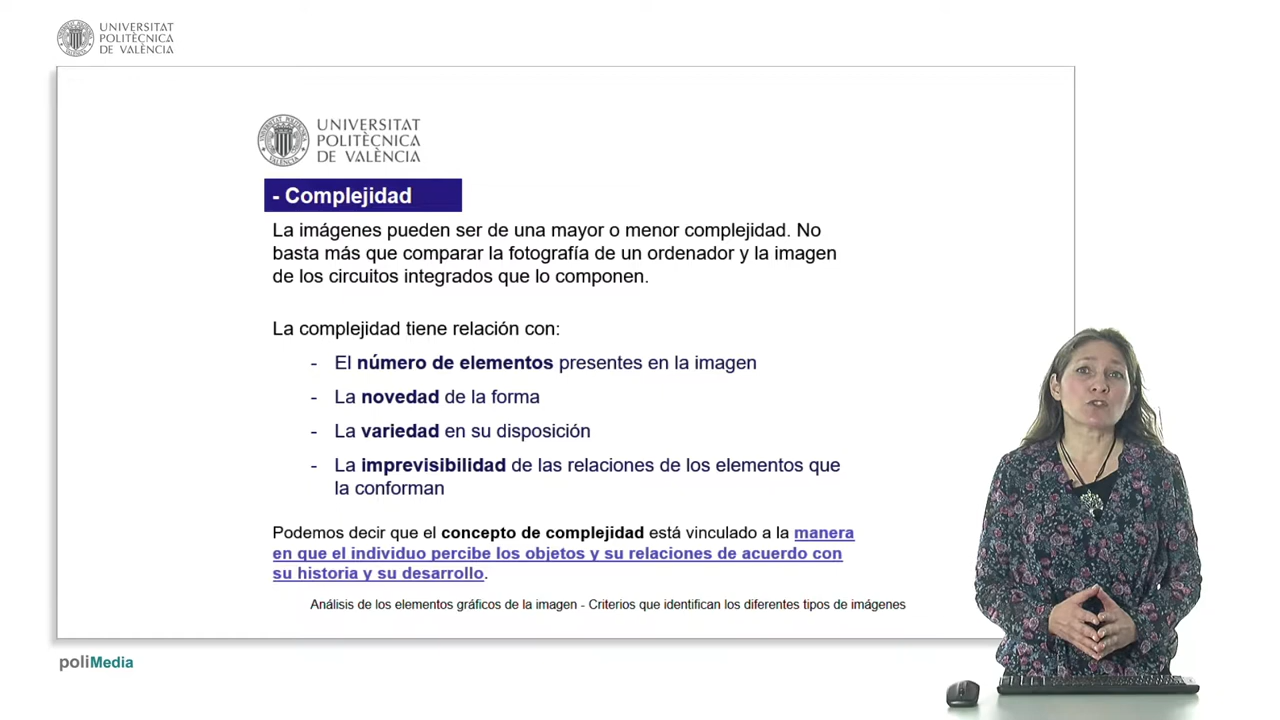 UNIVERSITAT
POLITÈCNICA
DE VALÈNCIA
UNIVERSITAT
POLITÈCNICA
DE VALÈNCIA
- Complejidad
La imágenes pueden ser de una mayor o menor complejidad. No
basta más que comparar la fotografía de un ordenador y la imagen
de los circuitos integrados que lo componen.
La complejidad tiene relación con:
- El número de elementos presentes en la imagen
- La novedad de la forma
- La variedad en su disposición
- La imprevisibilidad de las relaciones de los elementos que
la conforman
Podemos decir que el concepto de complejidad está vinculado a la manera
en que el individuo percibe los objetos y su relaciones de acuerdo con
su historia y su desarrollo.
Análisis de los elementos gráficos de la imagen - Criterios que identifican los diferentes tipos de imágenes
poliMedia